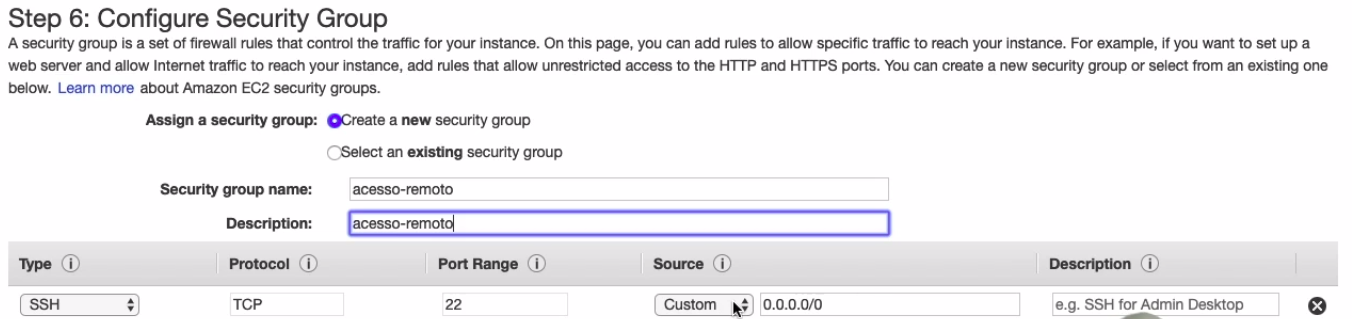 Step 6: Configure Security Group
A security group is a set of firewall rules that control the traffic for your instance. On this page, you can add rules to allow specific traffic to reach your instance. For example, if you want to set up a
web server and allow Internet traffic to reach your instance, add rules that allow unrestricted access to the HTTP and HTTPS ports. You can create a new security group or select from an existing one
below. Learn more about Amazon EC2 security groups.
Assign a security group: Create a new security group
Select an existing security group
Security group name: acesso-remoto
Description: acesso-remoto
Type i Protocol i Port Range i Source i Description i
SSH TCP 22 Custom 0.0.0.0/0 e.g. SSH for Admin Desktop